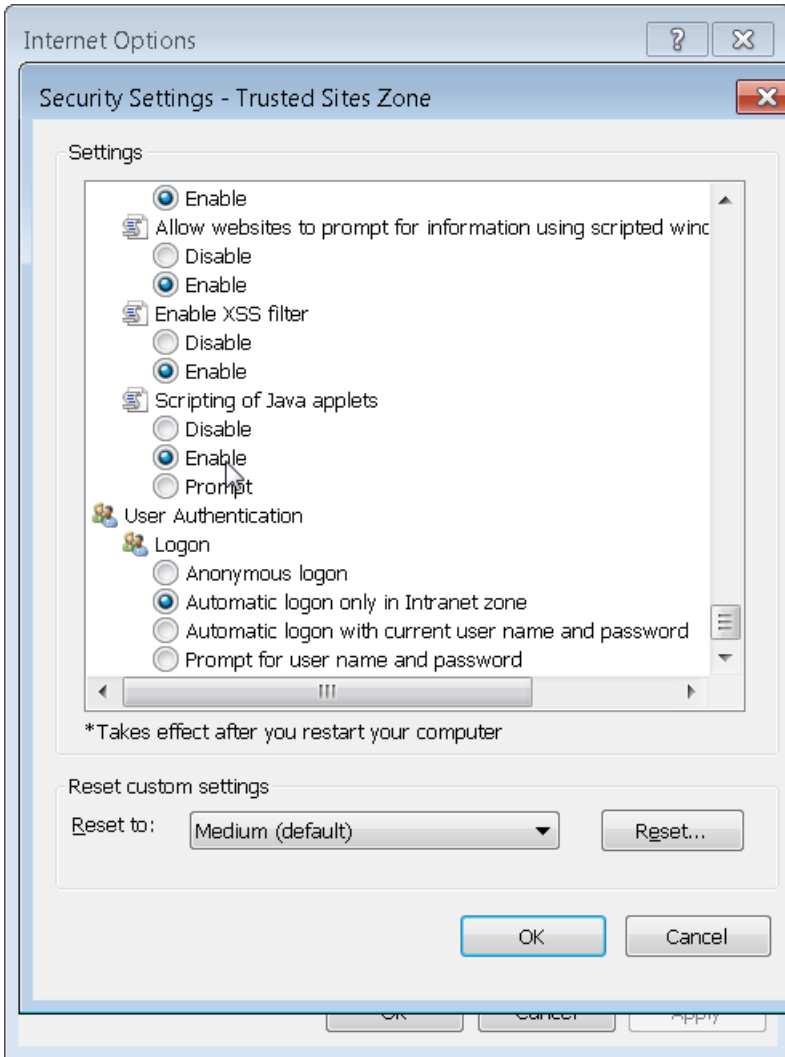 Internet Options
Security Settings - Trusted Sites Zone
Settings
Enable
Allow websites to prompt for information using scripted winc
Disable
Enable
Enable XSS filter
Disable
Enable
Scripting of Java applets
Disable
Enable
Prompt
User Authentication
Logon
Anonymous logon
Automatic logon only in Intranet zone
Automatic logon with current user name and password
Prompt for user name and password
*Takes effect after you restart your computer
Reset custom settings
Reset to: Medium (default) Reset...
OK Cancel
OK Cancel Apply